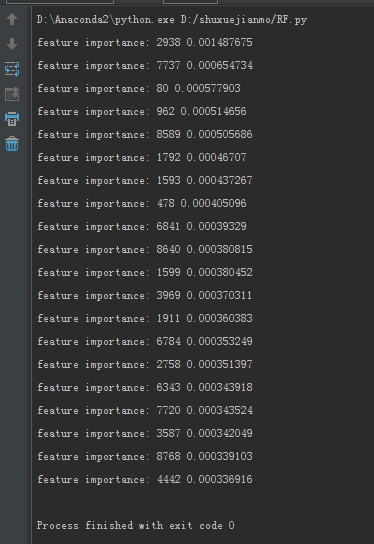 D:\Anaconda2\python.exe D:/shuxuejianmo/RF.py
feature importance: 2938 0.001487675
feature importance: 7737 0.000654734
feature importance: 80 0.000577903
feature importance: 962 0.000514656
feature importance: 8589 0.000505686
feature importance: 1792 0.00046707
feature importance: 1593 0.000437267
feature importance: 478 0.000405096
feature importance: 6841 0.00039329
feature importance: 8640 0.000380815
feature importance: 1599 0.000380452
feature importance: 3969 0.000370311
feature importance: 1911 0.000360383
feature importance: 6784 0.000353249
feature importance: 2758 0.000351397
feature importance: 6343 0.000343918
feature importance: 7720 0.000343524
feature importance: 3587 0.000342049
feature importance: 8768 0.000339103
feature importance: 4442 0.000336916
Process finished with exit code 0